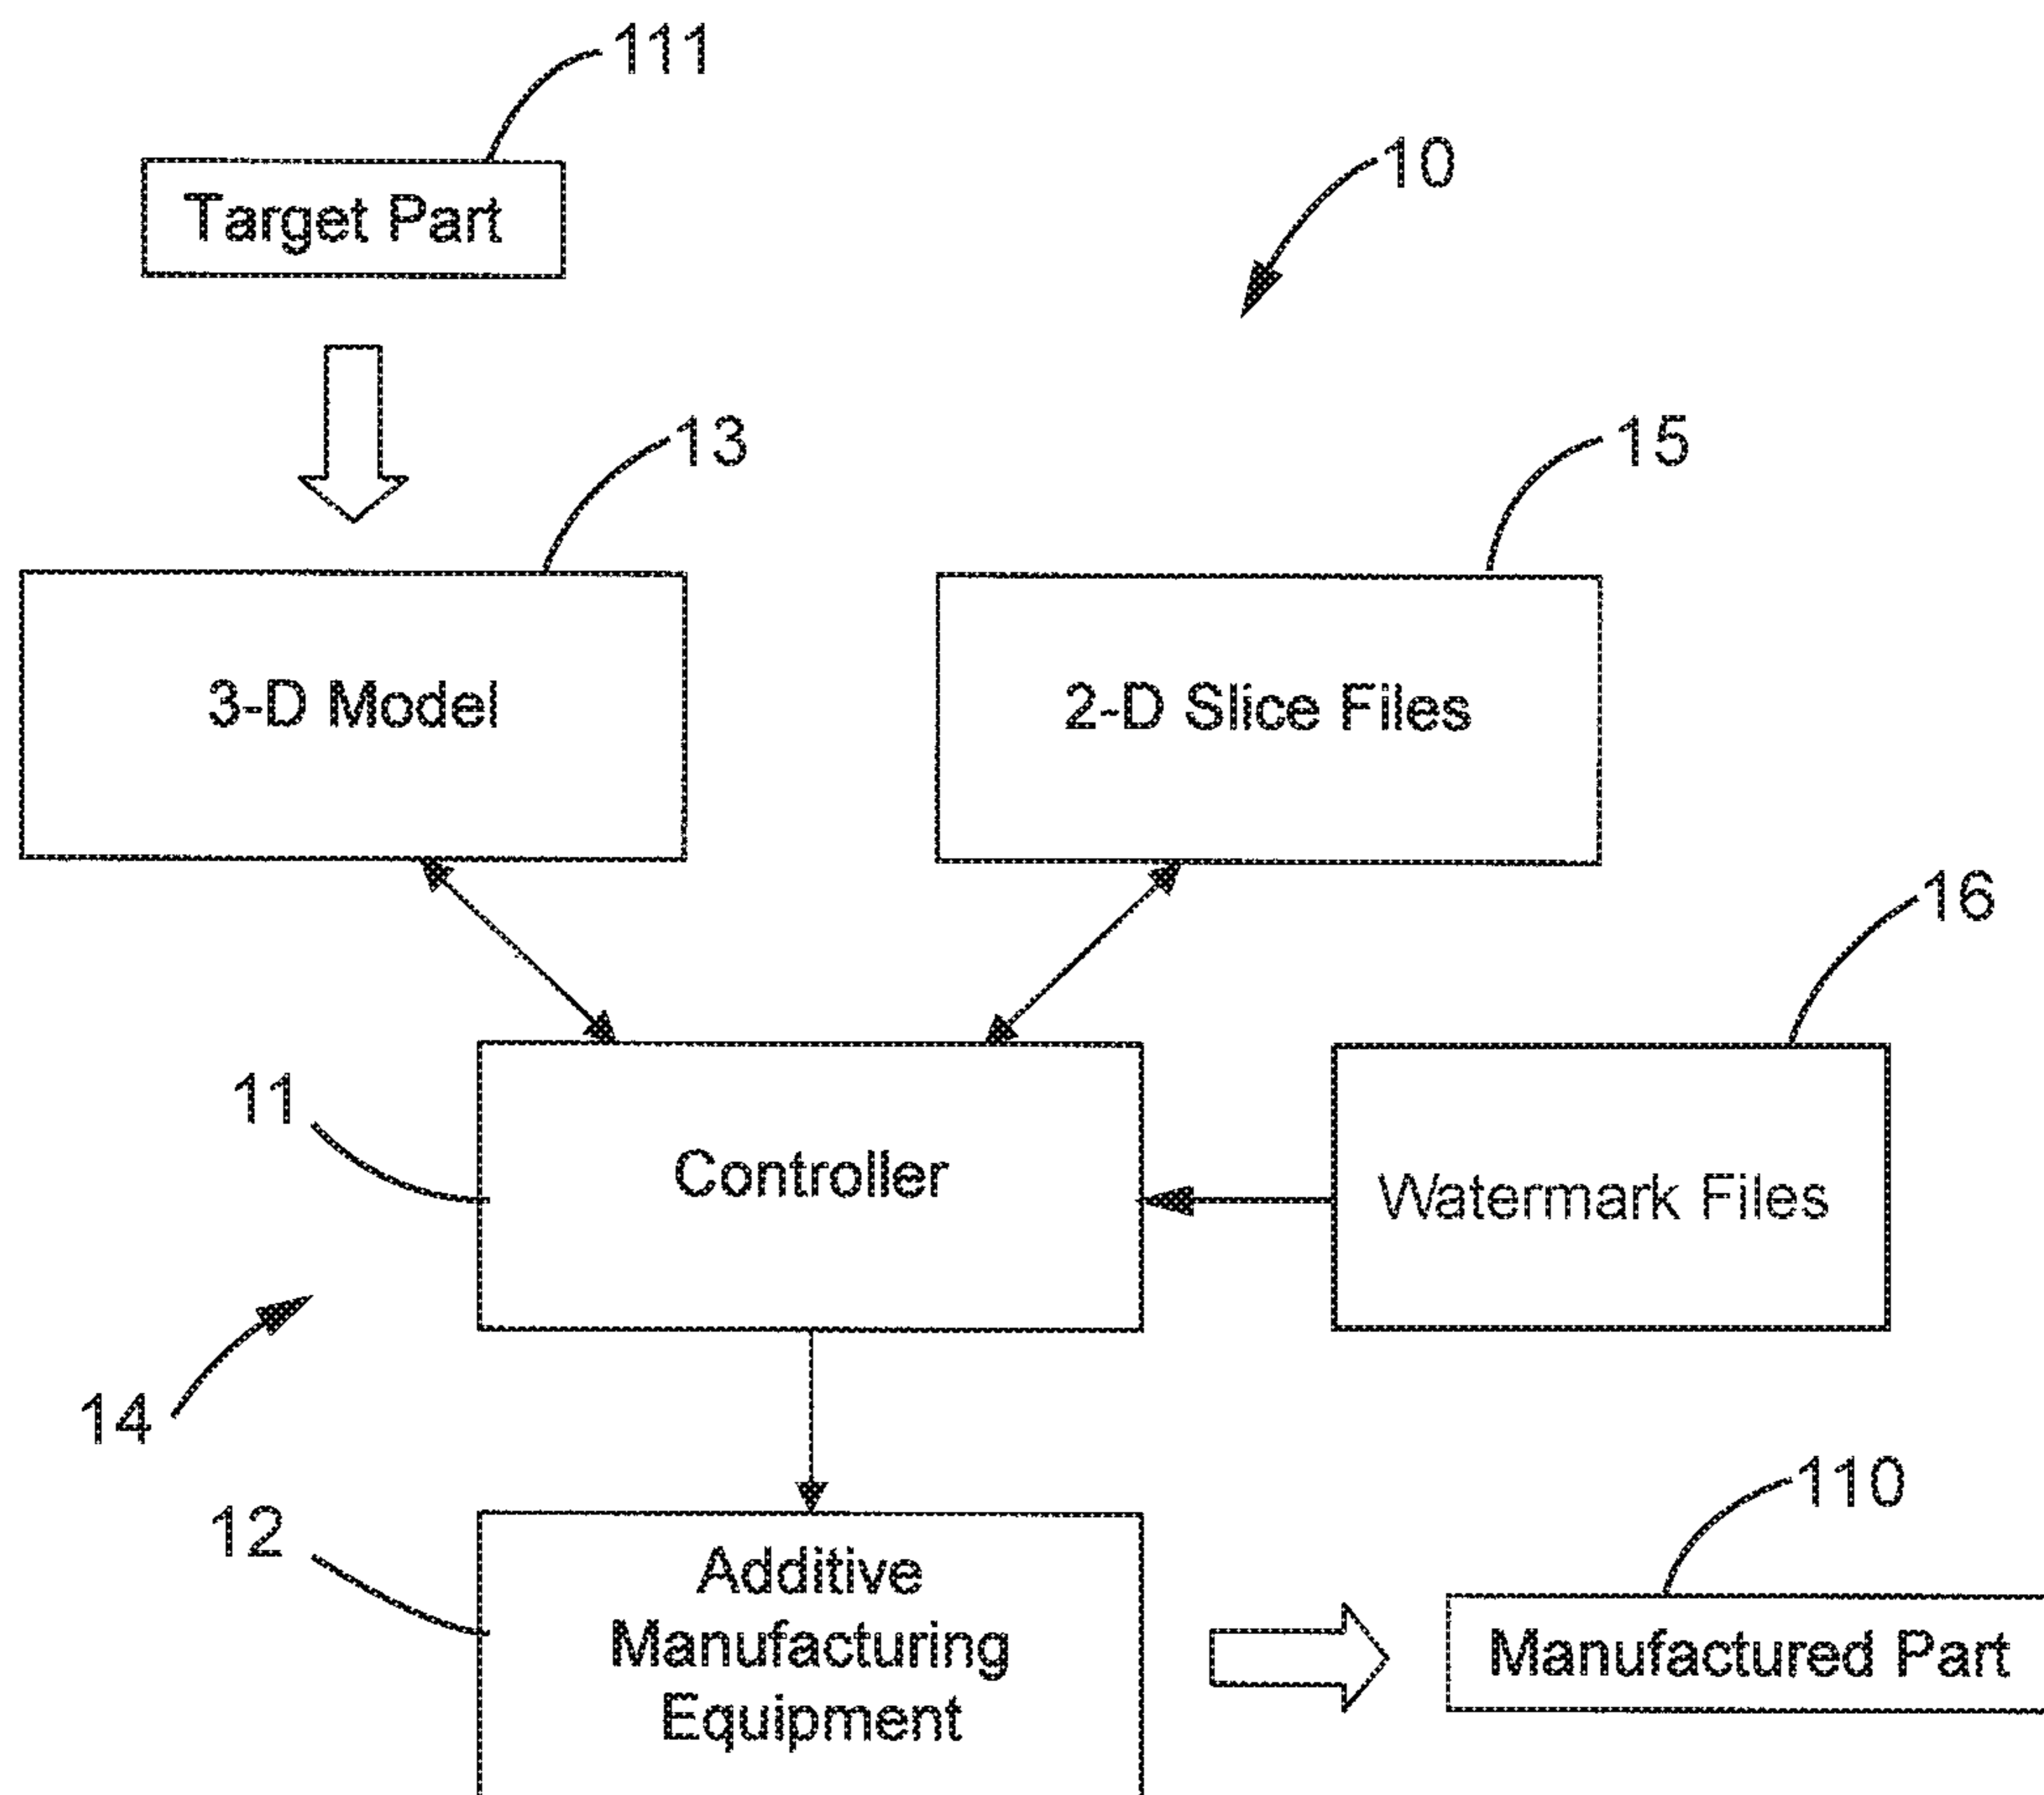 111
Target Part
10
13
15
3-D Model
2-D Slice Files
16
11
Controller
Watermark Files
14
12
Additive
Manufacturing
Equipment
110
Manufactured Part